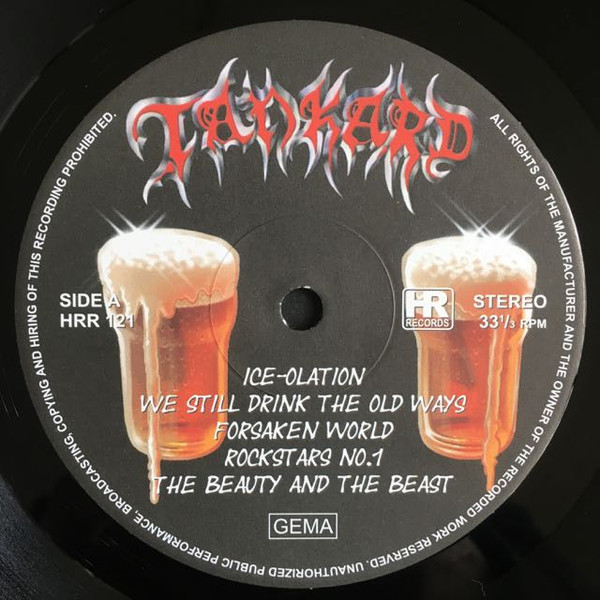 TANKARD
SIDE A
HRR 121
HR
RECORDS
STEREO
33 1/3 RPM
ICE-OLATION
WE STILL DRINK THE OLD WAYS
FORSAKEN WORLD
ROCKSTARS NO.1
THE BEAUTY AND THE BEAST
GEMA
ALL RIGHTS OF THE MANUFACTURER AND THE OWNER OF THE RECORDED WORK RESERVED. UNAUTHORIZED PUBLIC PERFORMANCE, BROADCASTING, COPYING AND HIRING OF THIS RECORDING PROHIBITED.